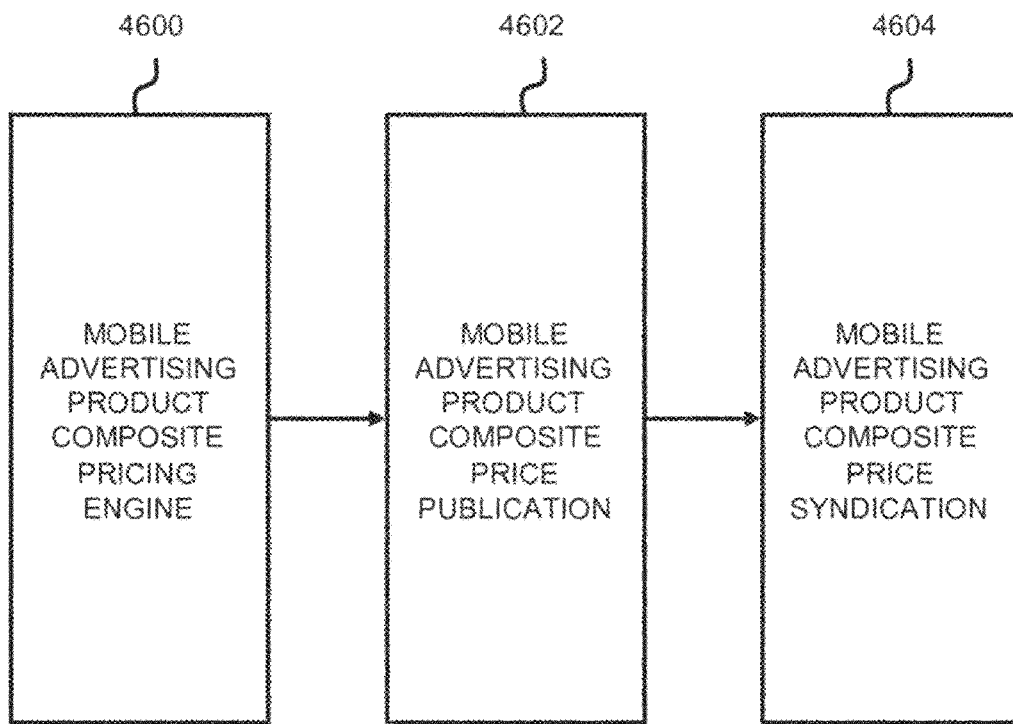 4600
4602
4604
MOBILE
ADVERTISING
PRODUCT
COMPOSITE
PRICING
ENGINE
MOBILE
ADVERTISING
PRODUCT
COMPOSITE
PRICE
PUBLICATION
MOBILE
ADVERTISING
PRODUCT
COMPOSITE
PRICE
SYNDICATION